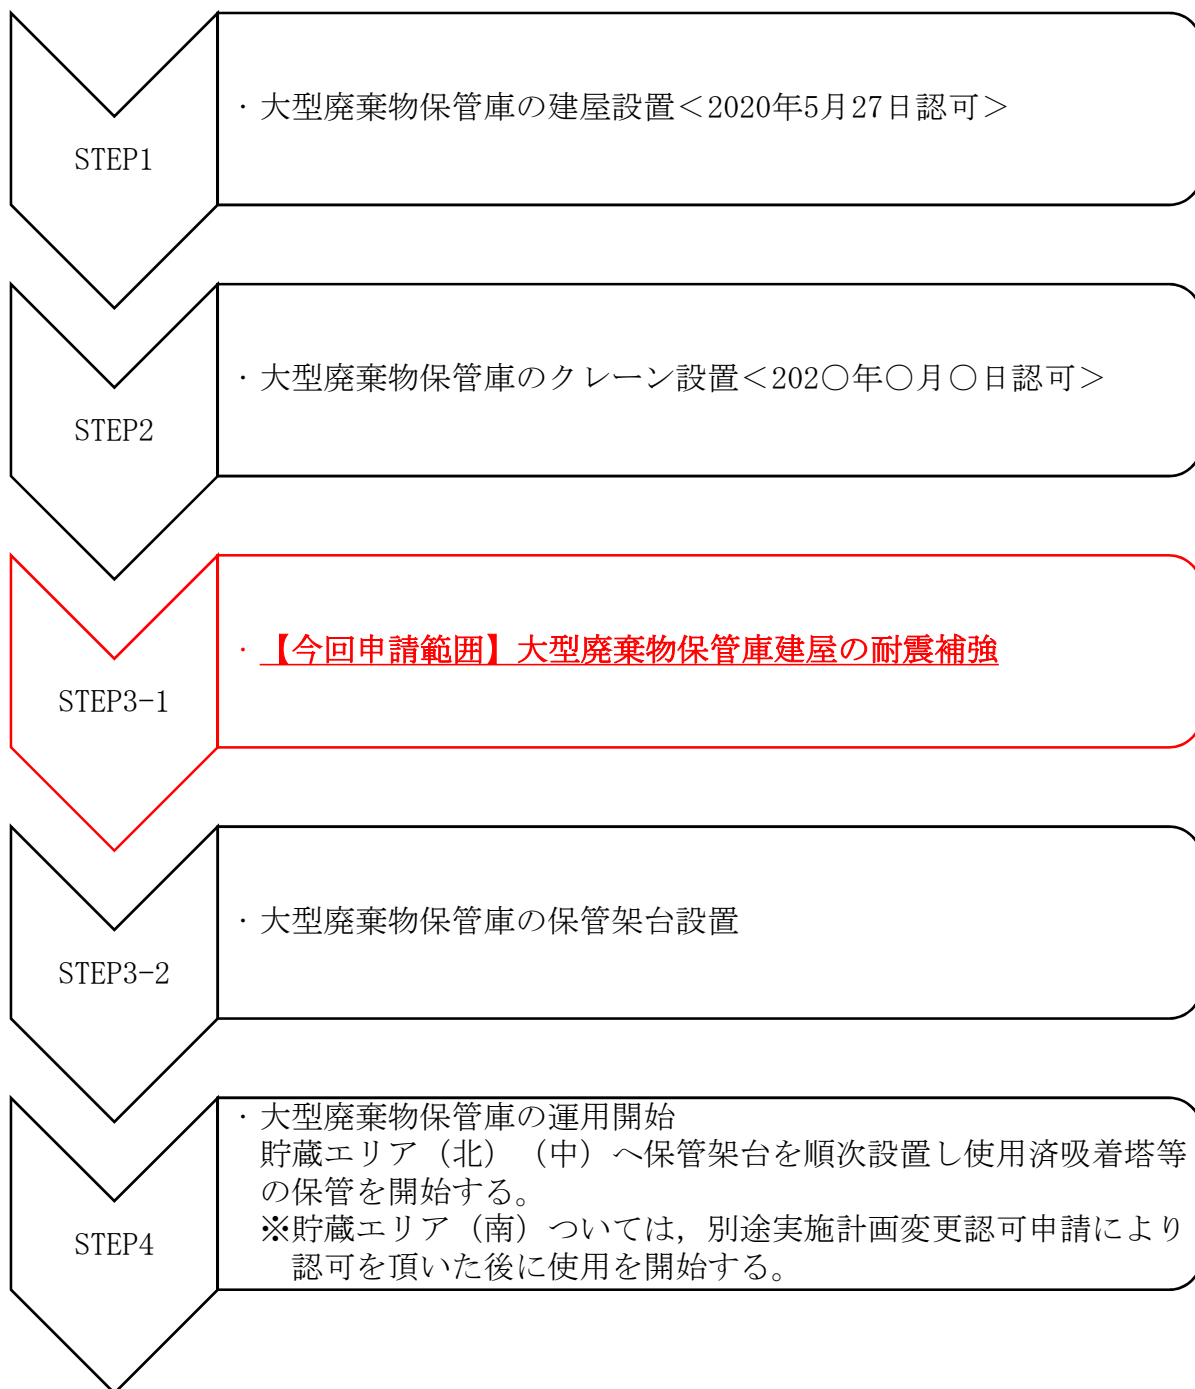 STEP1
・大型廃棄物保管庫の建屋設置＜2020年5月27日認可＞
STEP2
・大型廃棄物保管庫のクレーン設置＜202〇年〇月〇日認可＞
STEP3-1
・【今回申請範囲】大型廃棄物保管庫建屋の耐震補強
STEP3-2
・大型廃棄物保管庫の保管架台設置
STEP4
・大型廃棄物保管庫の運用開始
貯蔵エリア（北）（中）へ保管架台を順次設置し使用済吸着塔等
の保管を開始する。
※貯蔵エリア（南）ついては，別途実施計画変更認可申請により
認可を頂いた後に使用を開始する。